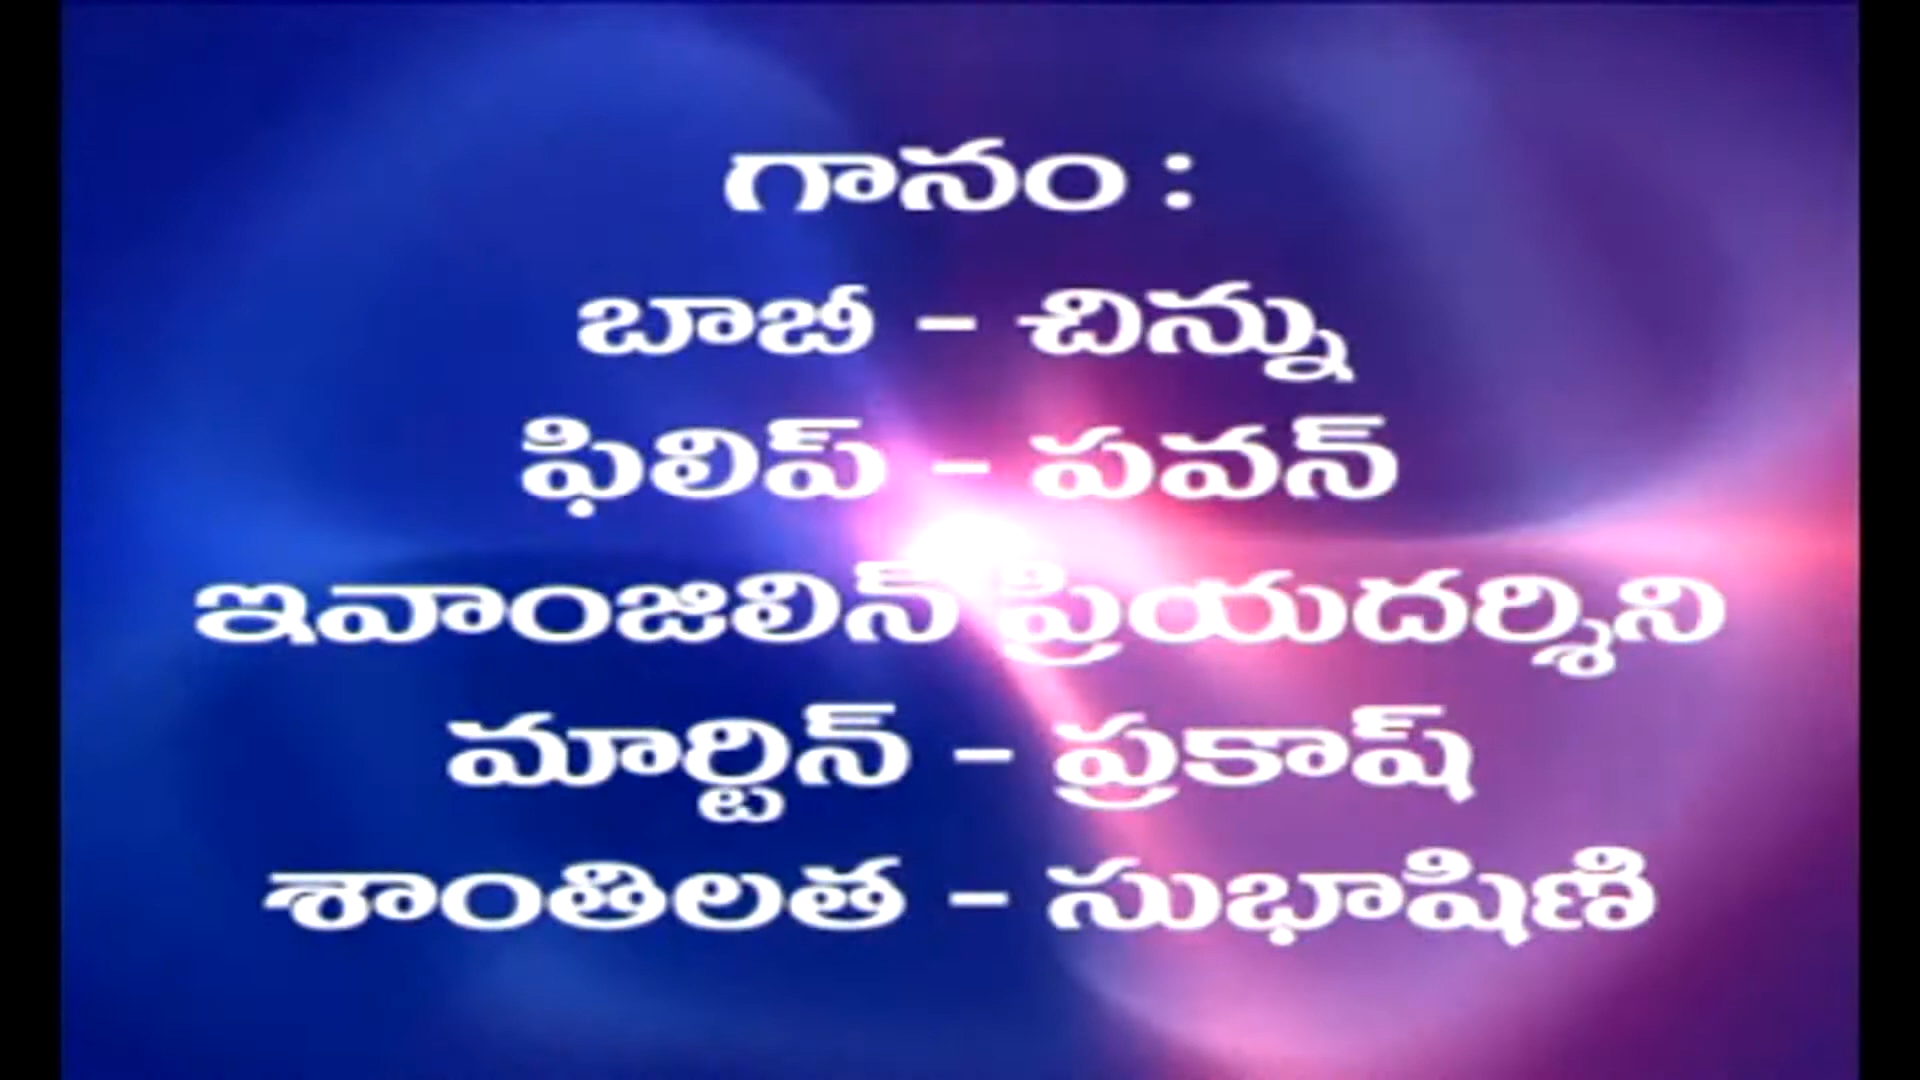 గానం :
బాజీ - చిన్ను
ఫిలిప్ - పవన్
ఇవాంజిలిన్ ప్రియదర్శిని
మార్టిన్ - ప్రకాష్
శాంతిలత - సుభాషిణి